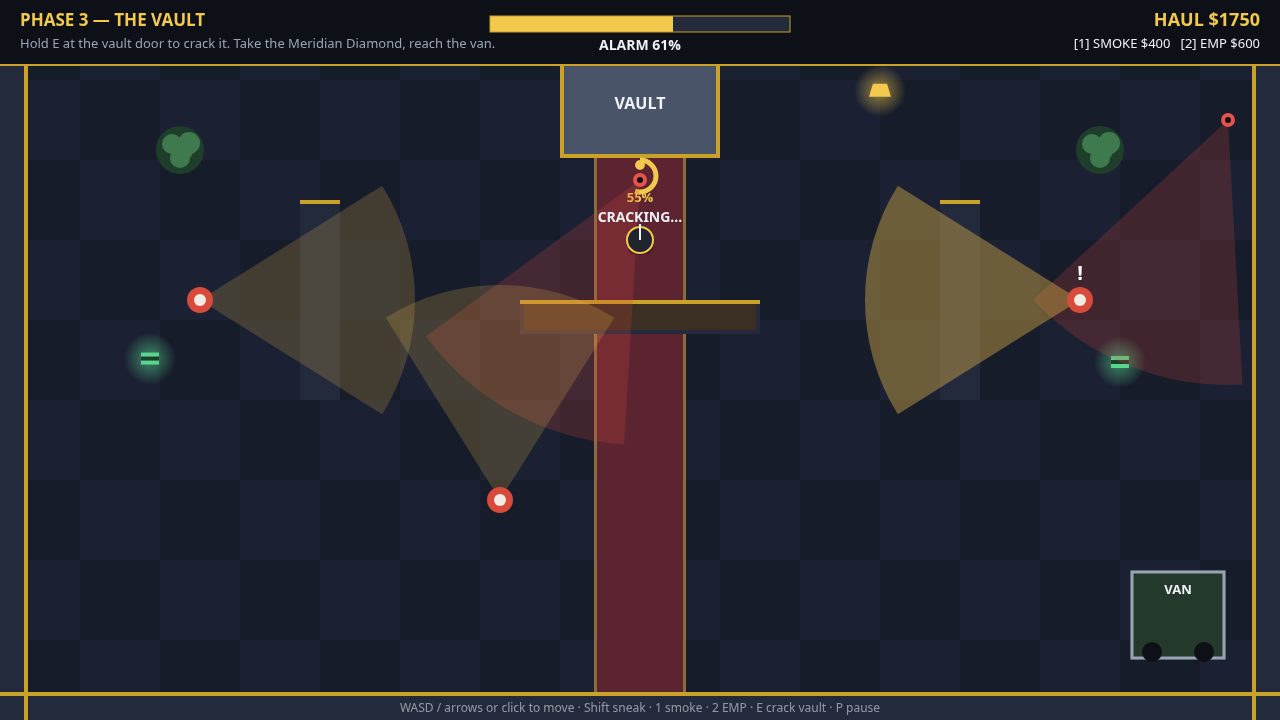 PHASE 3 — THE VAULT
Hold E at the vault door to crack it. Take the Meridian Diamond, reach the van.
ALARM 61%
HAUL $1750
[1] SMOKE $400 [2] EMP $600
VAULT
55%
CRACKING...
!
VAN
WASD / arrows or click to move · Shift sneak · 1 smoke · 2 EMP · E crack vault · P pause